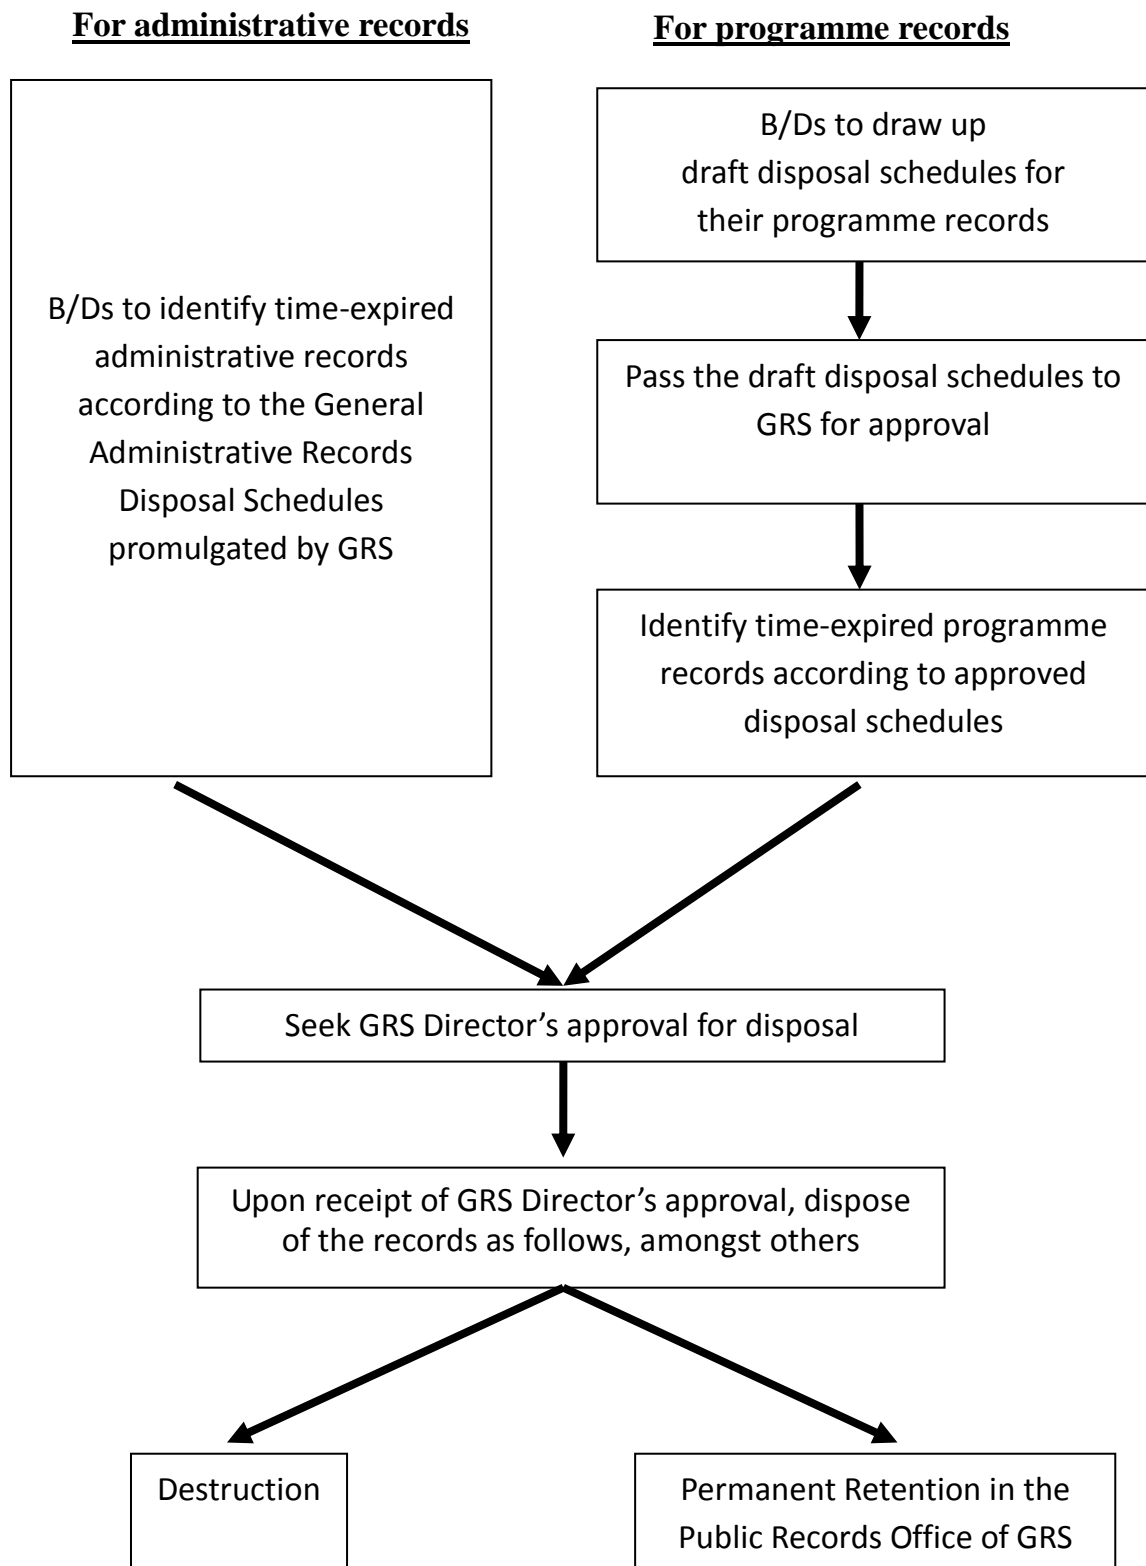 For administrative records
For programme records
B/Ds to identify time-expired
administrative records
according to the General
Administrative Records
Disposal Schedules
promulgated by GRS
B/Ds to draw up
draft disposal schedules for
their programme records
Pass the draft disposal schedules to
GRS for approval
Identify time-expired programme
records according to approved
disposal schedules
Seek GRS Director’s approval for disposal
Upon receipt of GRS Director’s approval, dispose
of the records as follows, amongst others
Destruction
Permanent Retention in the
Public Records Office of GRS